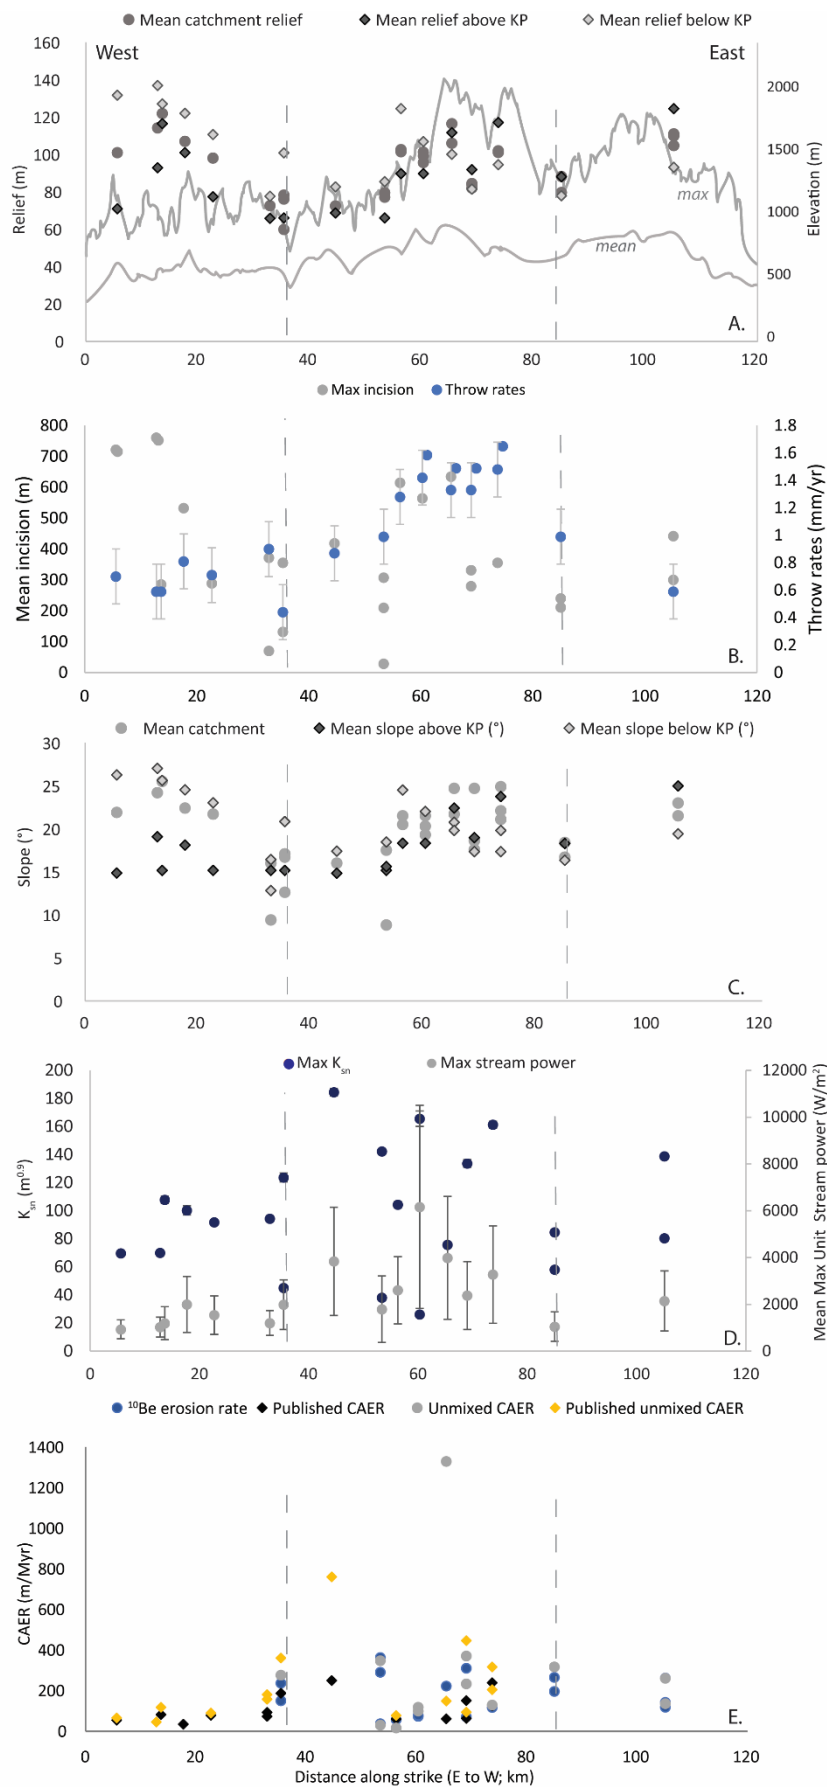 Mean catchment relief Mean relief above KP Mean relief below KP
West East
160
140
120
100
80
60
40
20
0
Relief (m)
2000
1500
1000
500
0
Elevation (m)
max
mean
A.
0 20 40 60 80 100 120
Max incision Throw rates
800
700
600
500
400
300
200
100
0
Mean incision (m)
1.8
1.6
1.4
1.2
1
0.8
0.6
0.4
0.2
0
Throw rates (mm/yr)
B.
0 20 40 60 80 100 120
Mean catchment Mean slope above KP (°) Mean slope below KP (°)
30
25
20
15
10
5
0
Slope (°)
C.
0 20 40 60 80 100 120
Max Ksn Max stream power
200
180
160
140
120
100
80
60
40
20
0
Ksn (m0.9)
12000
10000
8000
6000
4000
2000
0
Mean Max Unit Stream power (W/m²)
D.
0 20 40 60 80 100 120
¹⁰Be erosion rate Published CAER Unmixed CAER Published unmixed CAER
1400
1200
1000
800
600
400
200
0
CAER (m/Myr)
E.
0 20 40 60 80 100 120
Distance along strike (E to W; km)